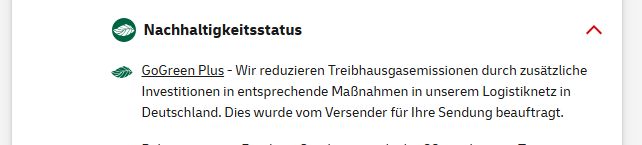 Nachhaltigkeitsstatus
GoGreen Plus - Wir reduzieren Treibhausgasemissionen durch zusätzliche
Investitionen in entsprechende Maßnahmen in unserem Logistiknetz in
Deutschland. Dies wurde vom Versender für Ihre Sendung beauftragt.